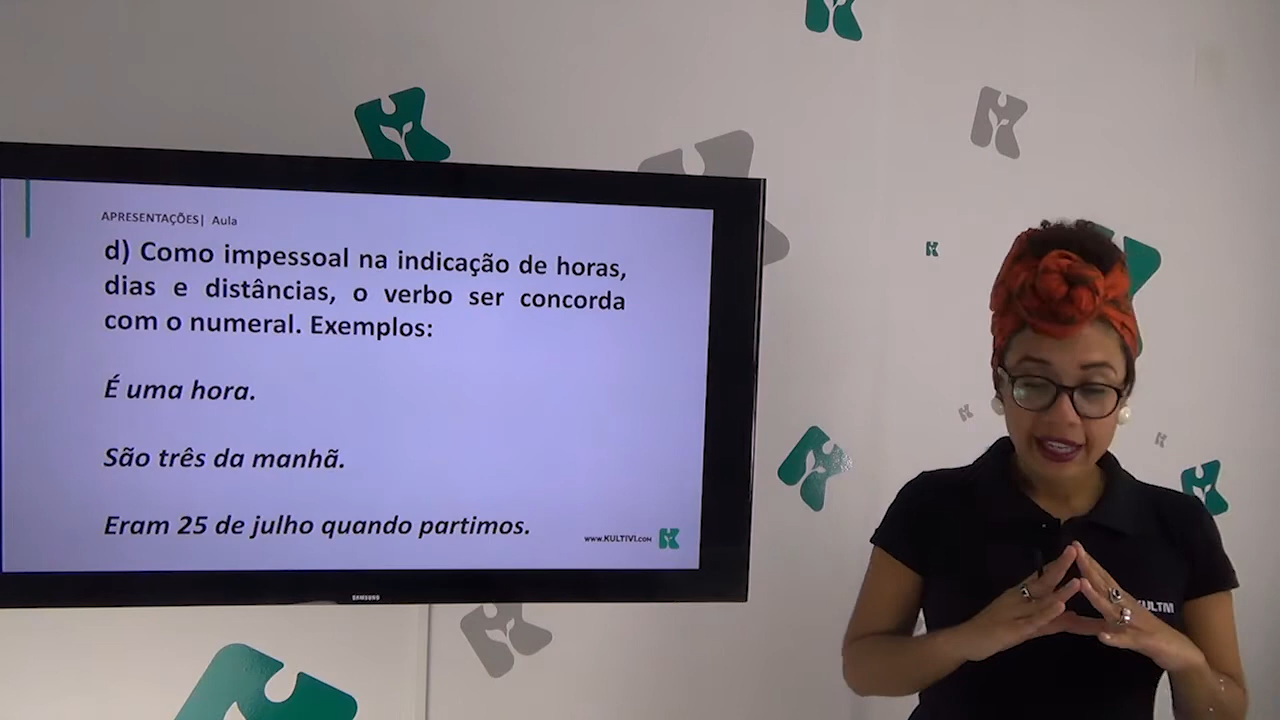 APRESENTAÇÕES| Aula
d) Como impessoal na indicação de horas,
dias e distâncias, o verbo ser concorda
com o numeral. Exemplos:
É uma hora.
São três da manhã.
Eram 25 de julho quando partimos.
www.KULTIVI.COM
SAMSUNG